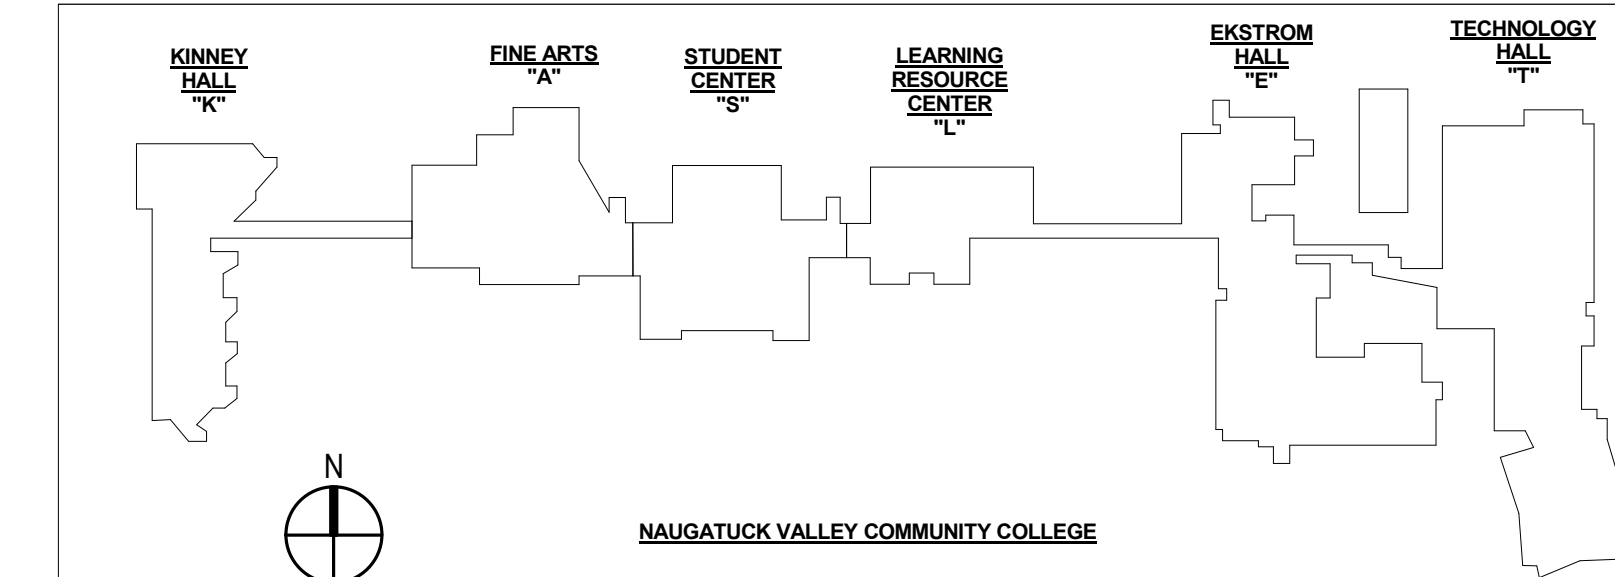 KINNEY
HALL
"K"
FINE ARTS
"A"
STUDENT
CENTER
"S"
LEARNING
RESOURCE
CENTER
"L"
EKSTROM
HALL
"E"
TECHNOLOGY
HALL
"T"
N
NAUGATUCK VALLEY COMMUNITY COLLEGE